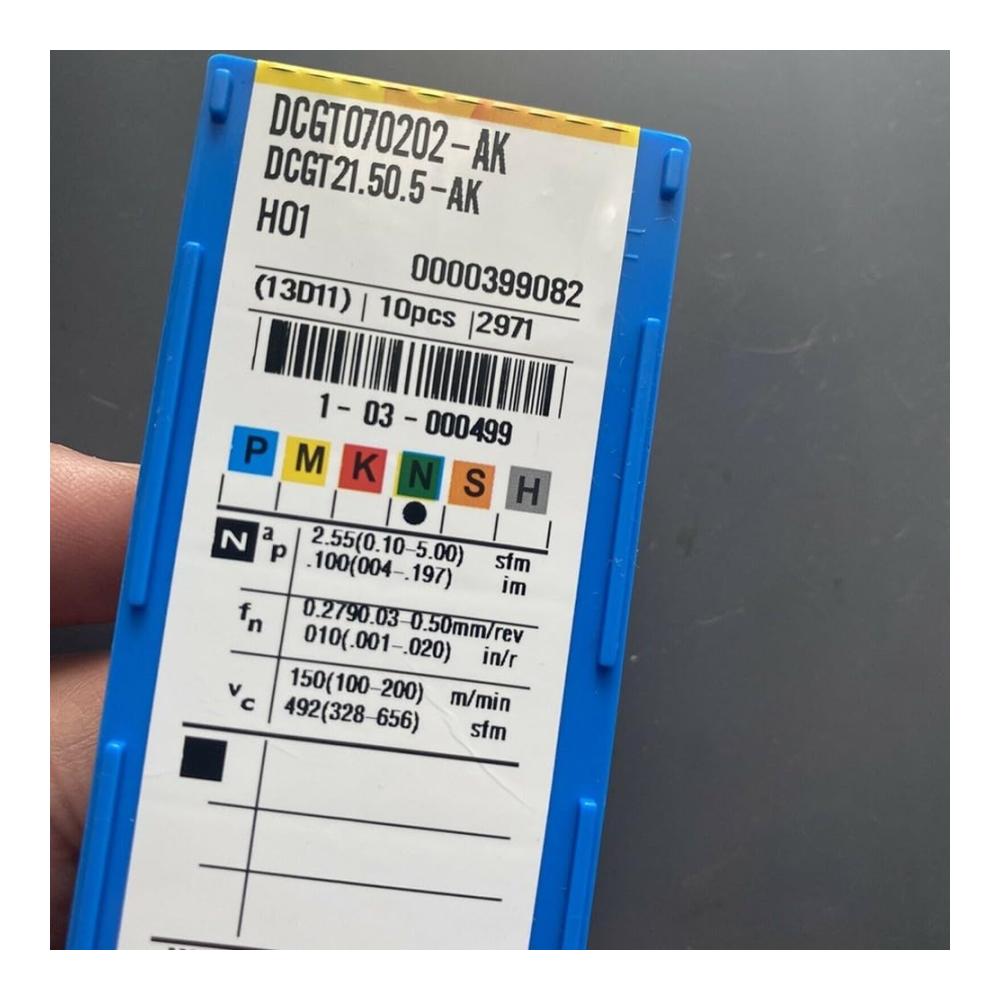 DCGT070202-AK
DCGT21.50.5-AK
H01
0000399082
(13D11) | 10pcs |2971
1 - 03 - 000499
P M K N S H
N ap 2.55(0.10-5.00) sfm
.100(004-.197) im
fn 0.2790.03-0.50mm/rev
010(.001-.020) in/r
vc 150(100-200) m/min
492(328-656) sfm